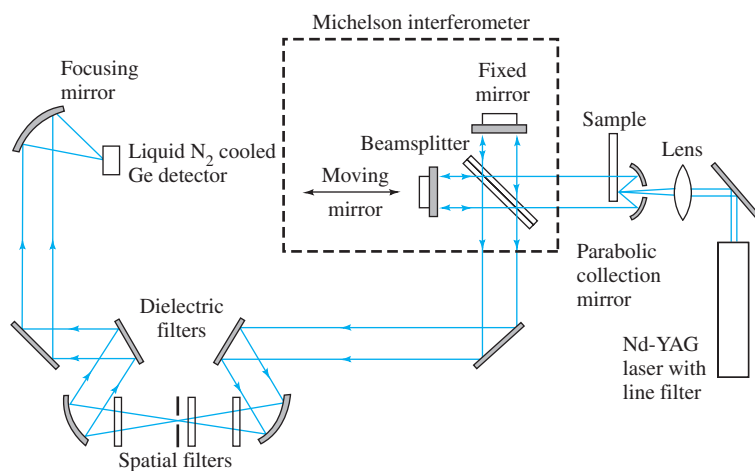 Michelson interferometer
Focusing
mirror
Fixed
mirror
Sample
Beamsplitter
Lens
Liquid N₂ cooled
Ge detector
Moving
mirror
Parabolic
collection
mirror
Dielectric
filters
Nd-YAG
laser with
line filter
Spatial filters